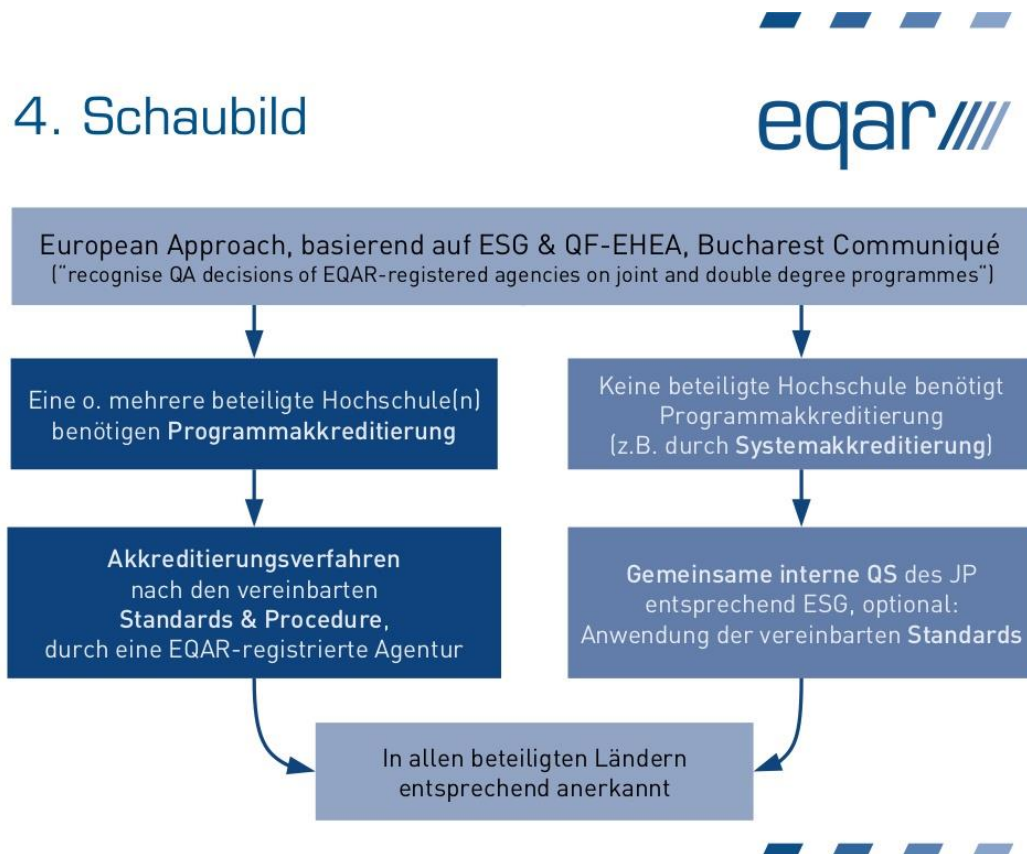 4. Schaubild
eqar
European Approach, basierend auf ESG & QF-EHEA, Bucharest Communiqué
("recognise QA decisions of EQAR-registered agencies on joint and double degree programmes")
Eine o. mehrere beteiligte Hochschule(n)
benötigen Programmakkreditierung
Keine beteiligte Hochschule benötigt
Programmakkreditierung
(z.B. durch Systemakkreditierung)
Akkreditierungsverfahren
nach den vereinbarten
Standards & Procedure,
durch eine EQAR-registrierte Agentur
Gemeinsame interne QS des JP
entsprechend ESG, optional:
Anwendung der vereinbarten Standards
In allen beteiligten Ländern
entsprechend anerkannt